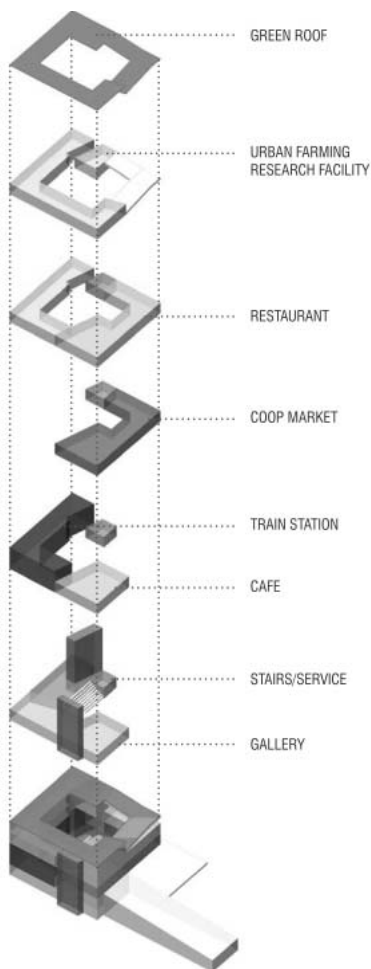 GREEN ROOF
URBAN FARMING
RESEARCH FACILITY
RESTAURANT
COOP MARKET
TRAIN STATION
CAFE
STAIRS/SERVICE
GALLERY